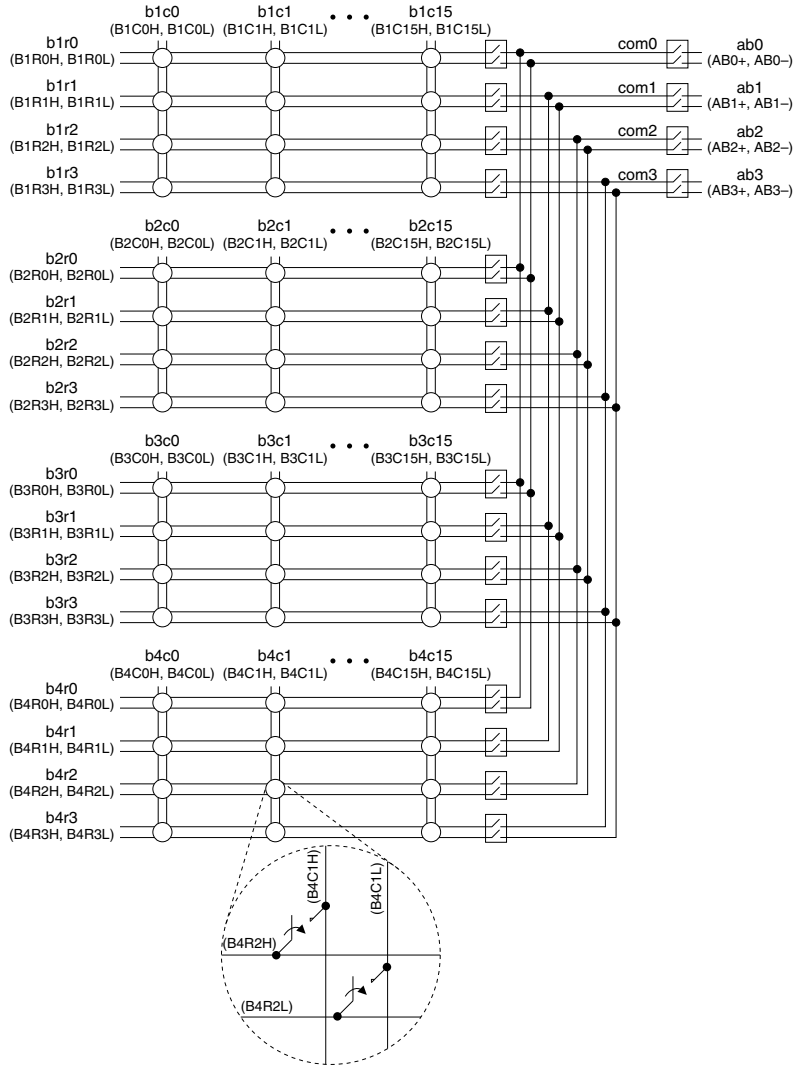 b1c0 b1c1 • • • b1c15
(B1C0H, B1C0L) (B1C1H, B1C1L) (B1C15H, B1C15L)
b1r0 com0 ab0
(B1R0H, B1R0L) (AB0+, AB0–)
b1r1 com1 ab1
(B1R1H, B1R1L) (AB1+, AB1–)
b1r2 com2 ab2
(B1R2H, B1R2L) (AB2+, AB2–)
b1r3 com3 ab3
(B1R3H, B1R3L) (AB3+, AB3–)
b2c0 b2c1 • • • b2c15
(B2C0H, B2C0L) (B2C1H, B2C1L) (B2C15H, B2C15L)
b2r0
(B2R0H, B2R0L)
b2r1
(B2R1H, B2R1L)
b2r2
(B2R2H, B2R2L)
b2r3
(B2R3H, B2R3L)
b3c0 b3c1 • • • b3c15
(B3C0H, B3C0L) (B3C1H, B3C1L) (B3C15H, B3C15L)
b3r0
(B3R0H, B3R0L)
b3r1
(B3R1H, B3R1L)
b3r2
(B3R2H, B3R2L)
b3r3
(B3R3H, B3R3L)
b4c0 b4c1 • • • b4c15
(B4C0H, B4C0L) (B4C1H, B4C1L) (B4C15H, B4C15L)
b4r0
(B4R0H, B4R0L)
b4r1
(B4R1H, B4R1L)
b4r2
(B4R2H, B4R2L)
b4r3
(B4R3H, B4R3L)
(B4C1H)
(B4C1L)
(B4R2H)
(B4R2L)